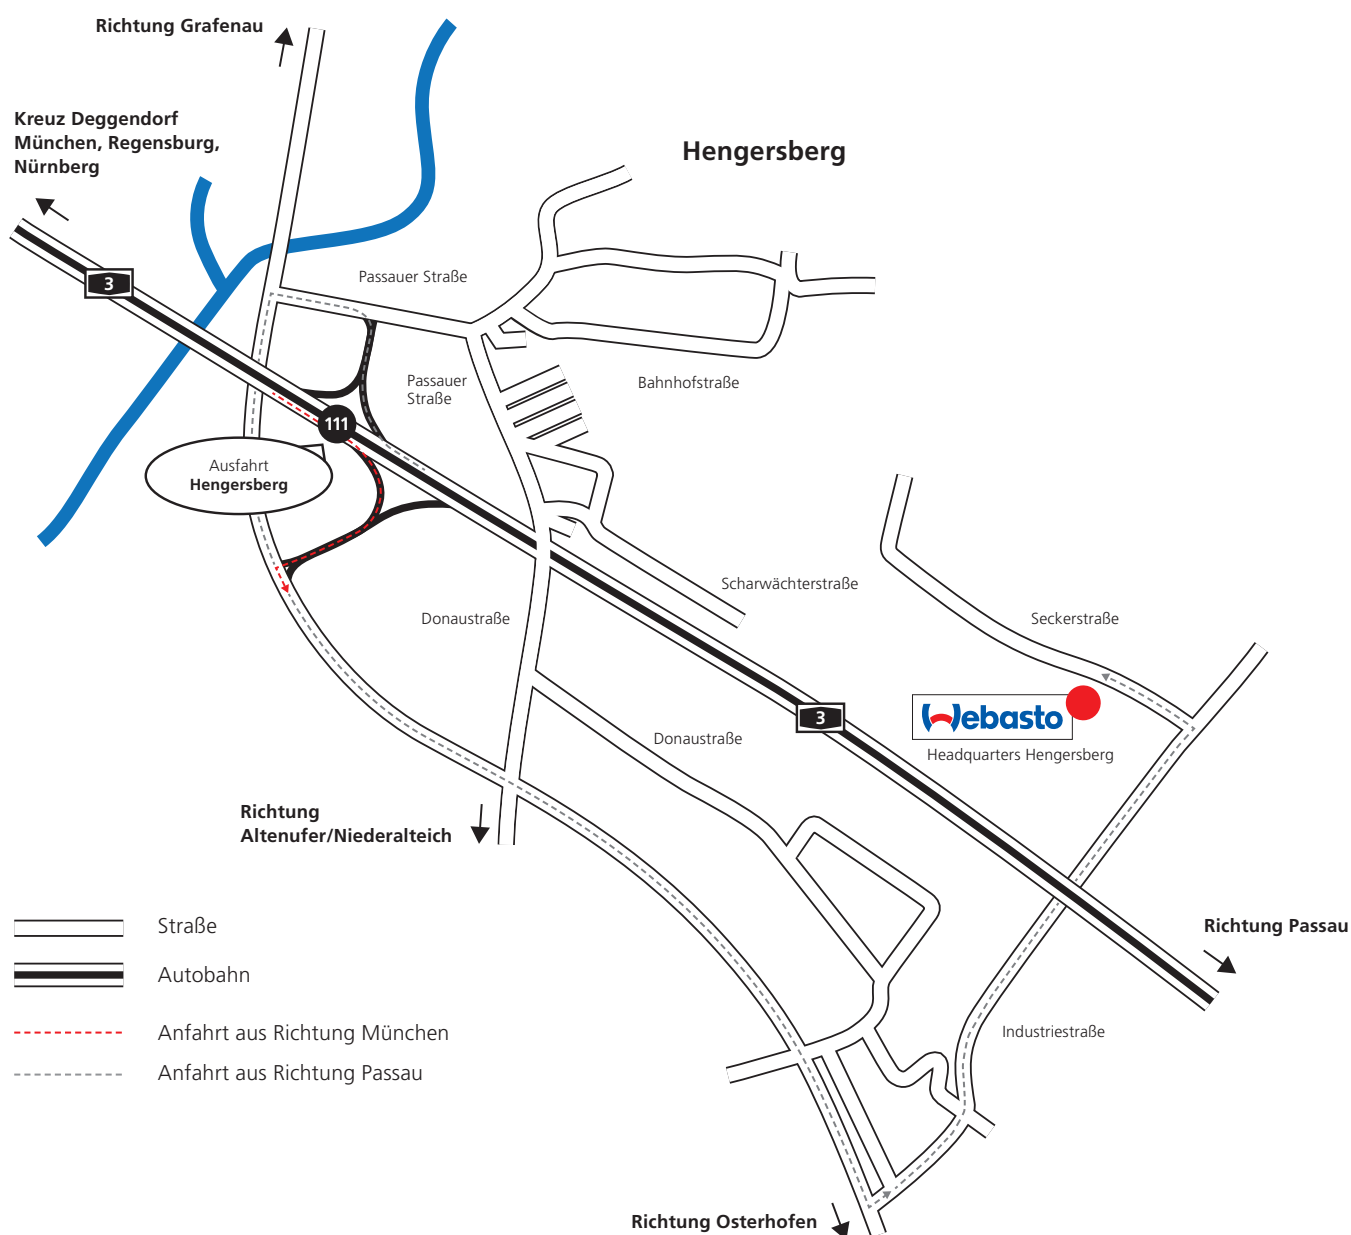 Richtung Grafenau
Kreuz Deggendorf
München, Regensburg,
Nürnberg
Hengersberg
3
Passauer Straße
Passauer
Straße
Bahnhofstraße
111
Ausfahrt
Hengersberg
Scharwächterstraße
Donaustraße
Seckerstraße
3
Webasto
Donaustraße
Headquarters Hengersberg
Richtung
Altenufer/Niederalteich
Straße
Richtung Passau
Autobahn
Anfahrt aus Richtung München
Industriestraße
Anfahrt aus Richtung Passau
Richtung Osterhofen